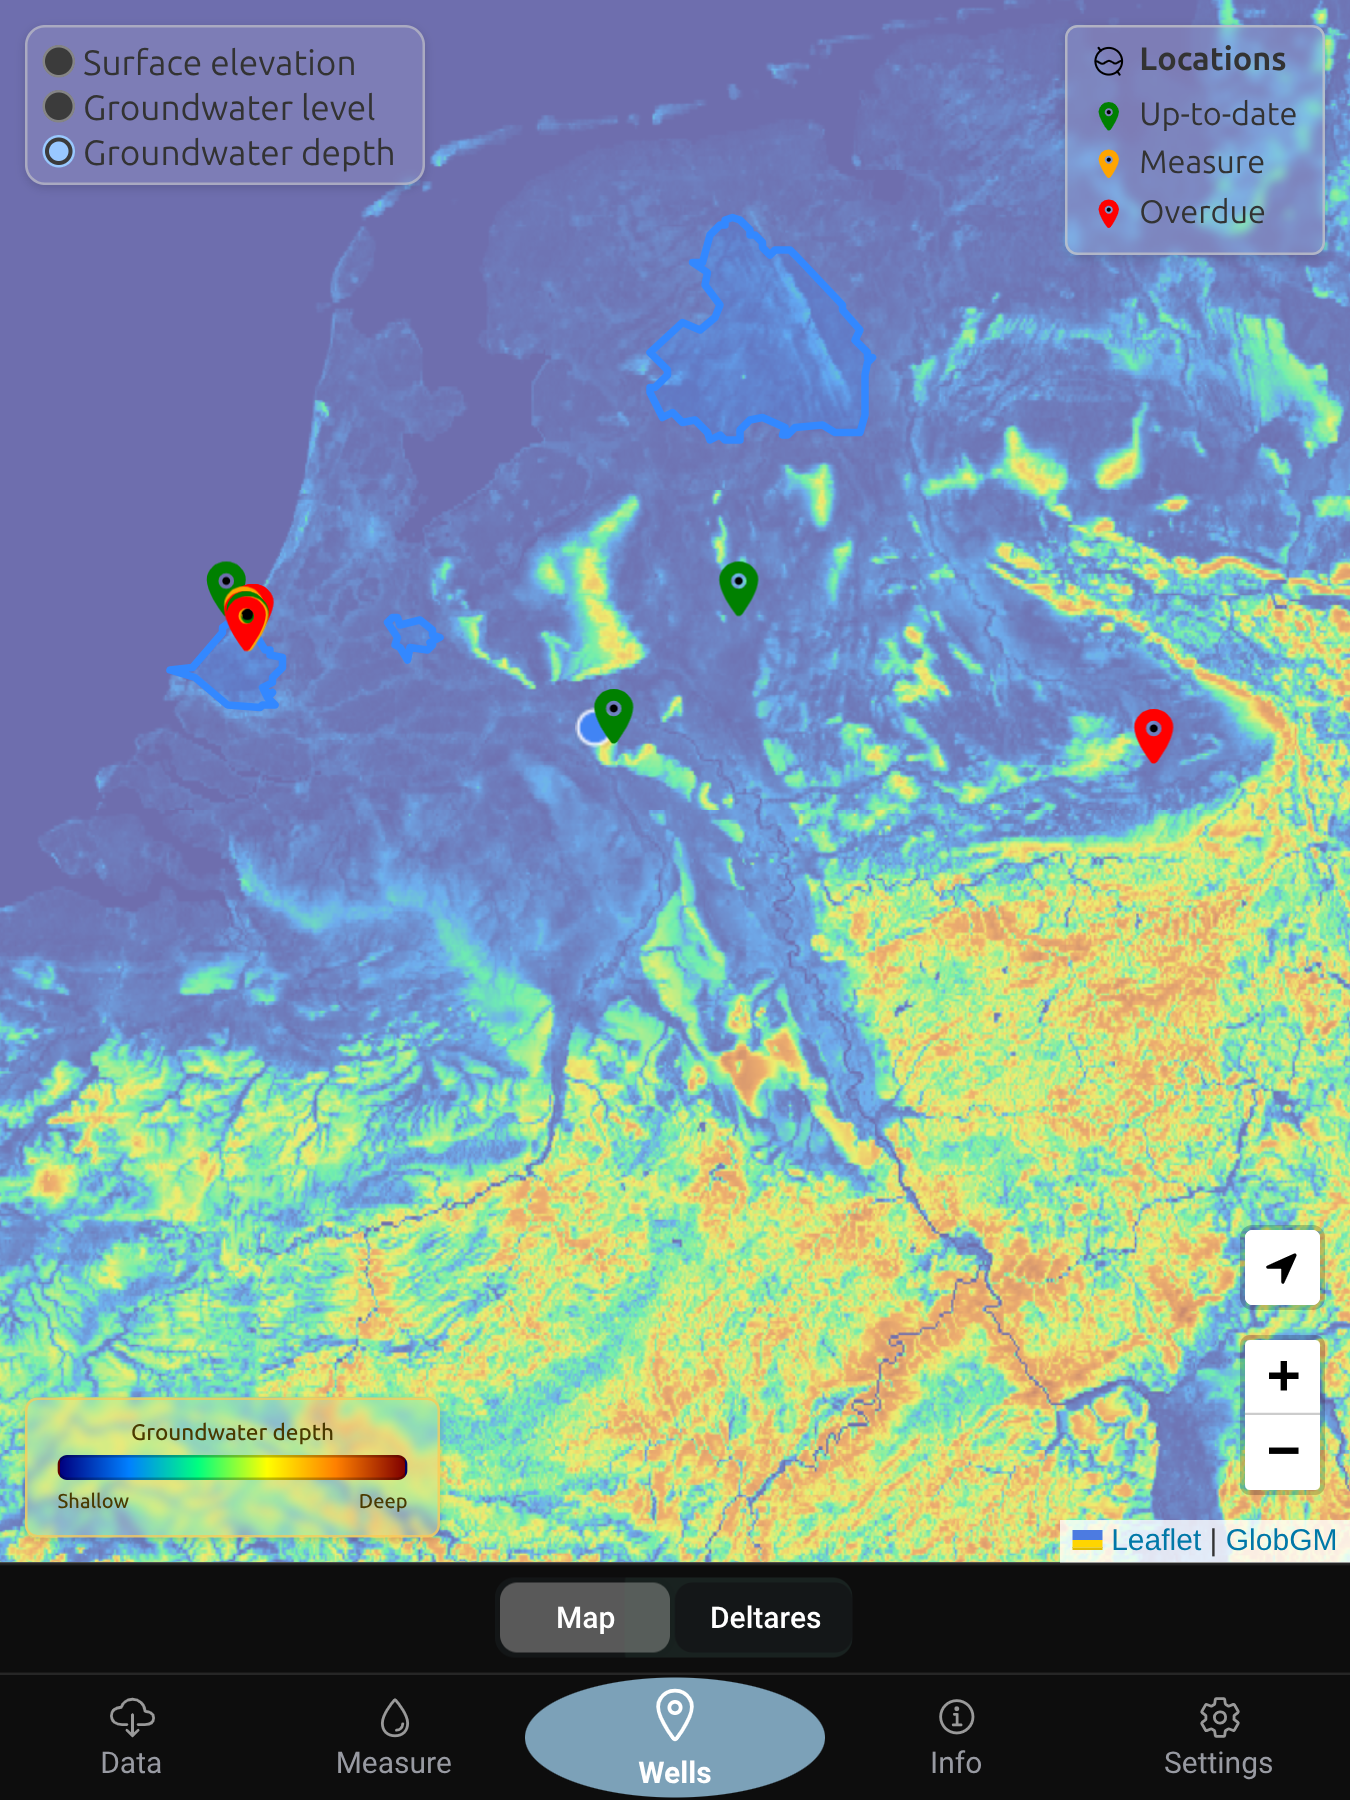 Surface elevation
Groundwater level
Groundwater depth
Locations
Up-to-date
Measure
Overdue
Groundwater depth
Shallow Deep
Leaflet | GlobGM
Map Deltares
Data Measure Wells Info Settings